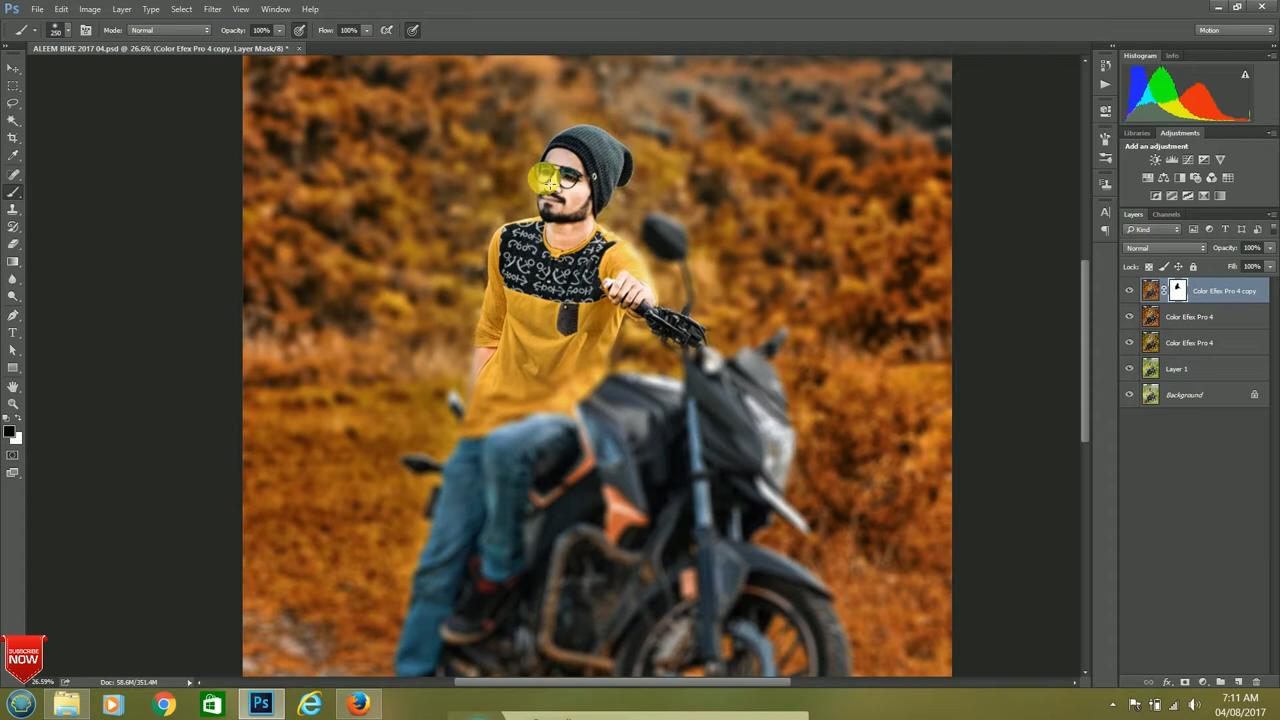 Ps File Edit Image Layer Type Select Filter View Window Help
250 Mode: Normal Opacity: 100% Flow: 100% Motion
ALEEM BIKE 2017 04.psd @ 26.6% (Color Efex Pro 4 copy, Layer Mask/8) * ×
Histogram Info
Libraries Adjustments
Add an adjustment
Layers Channels
Kind
Normal Opacity: 100%
Lock: Fill: 100%
Color Efex Pro 4 copy
Color Efex Pro 4
Color Efex Pro 4
Layer 1
Background
SUBSCRIBE
NOW
26.59% Doc: 58.6M/351.4M
Ps
7:11 AM
04/08/2017